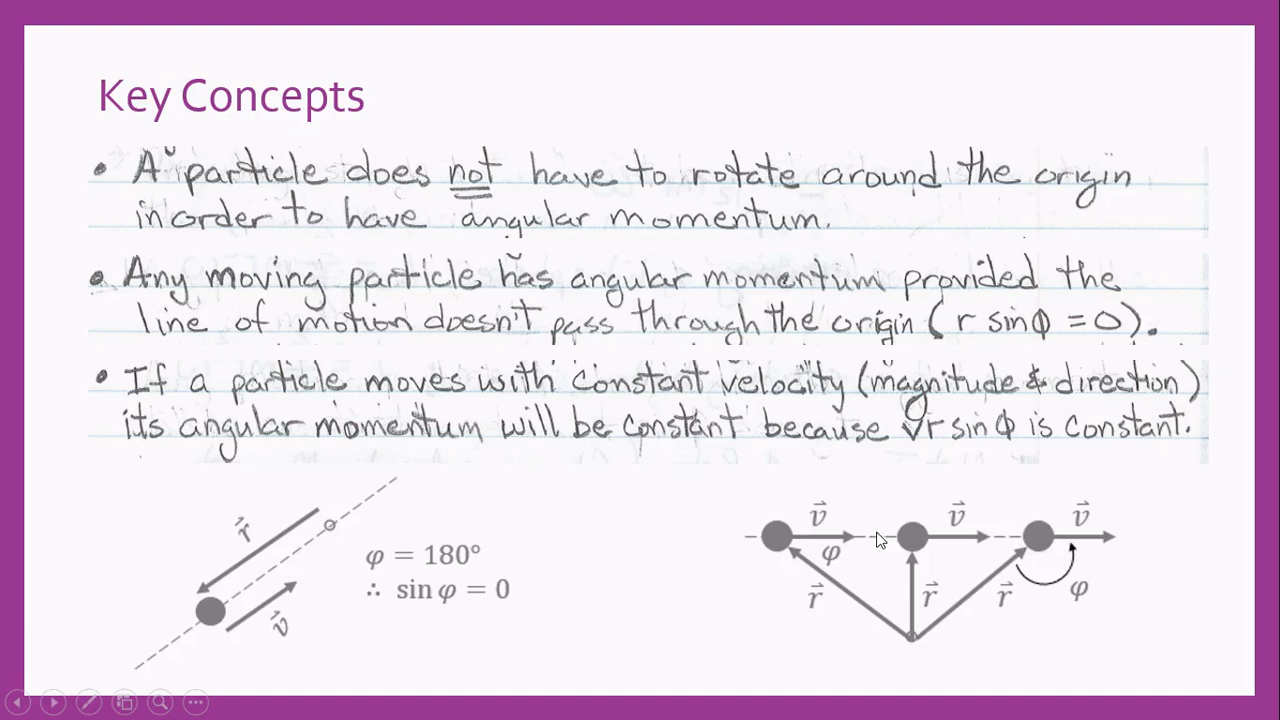 Key Concepts
• A particle does not have to rotate around the origin
in order to have angular momentum.
• Any moving particle has angular momentum provided the
line of motion doesn't pass through the origin ( r sinϕ = 0 ).
• If a particle moves with constant velocity (magnitude & direction)
its angular momentum will be constant because vr sin ϕ is constant.
r⃗
v⃗
φ = 180°
∴ sin φ = 0
v⃗ v⃗ v⃗
φ
r⃗ r⃗ r⃗ φ